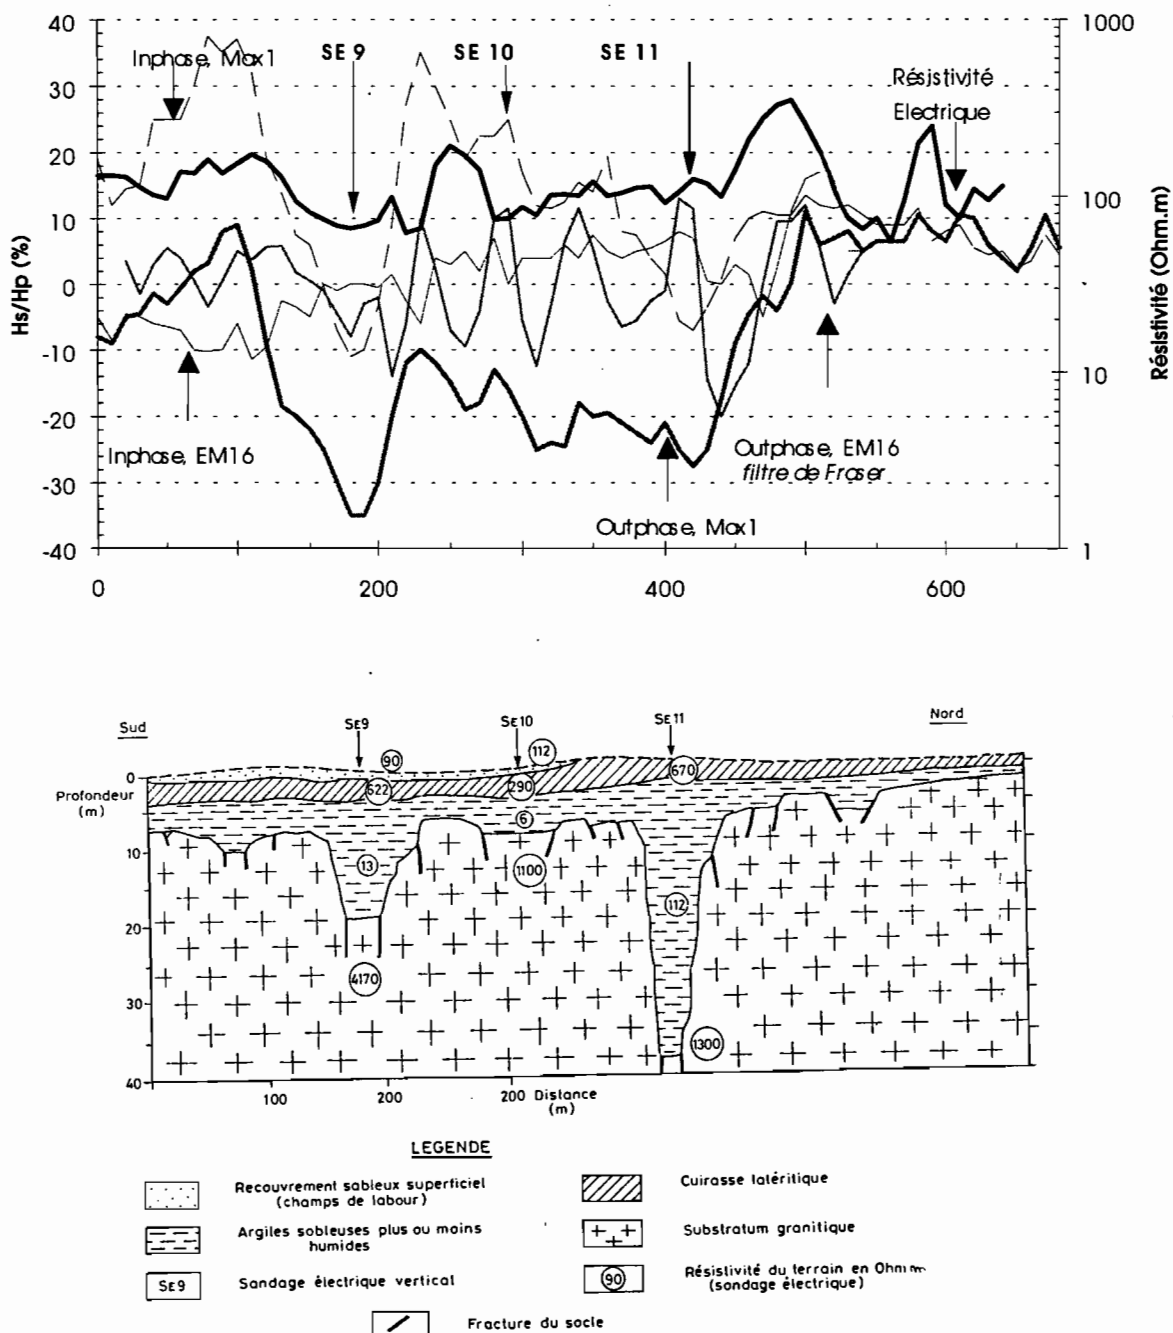 40
1000
Inphase, Max1
SE 9
SE 10
SE 11
Résistivité
Electrique
30
20
10
100
0
Hs/Hp (%)
Résistivité (Ohm.m)
-10
10
Inphase, EM16
Outphase, EM16
filtre de Fraser
-20
-30
Outphase, Max1
-40
1
0
200
400
600
Sud
SE9
SE10
SE11
Nord
90
112
670
0
Profondeur
(m)
622
290
6
10
13
1100
112
20
4170
30
1300
40
100
200
200 Distance
(m)
LEGENDE
Recouvrement sableux superficiel
(champs de labour)
Cuirasse latéritique
Argiles sobleuses plus ou moins
humides
Substratum granitique
SE9
Sandage électrique vertical
90
Résistivité du terrain en Ohm m
(sondage électrique)
Fracture du socle